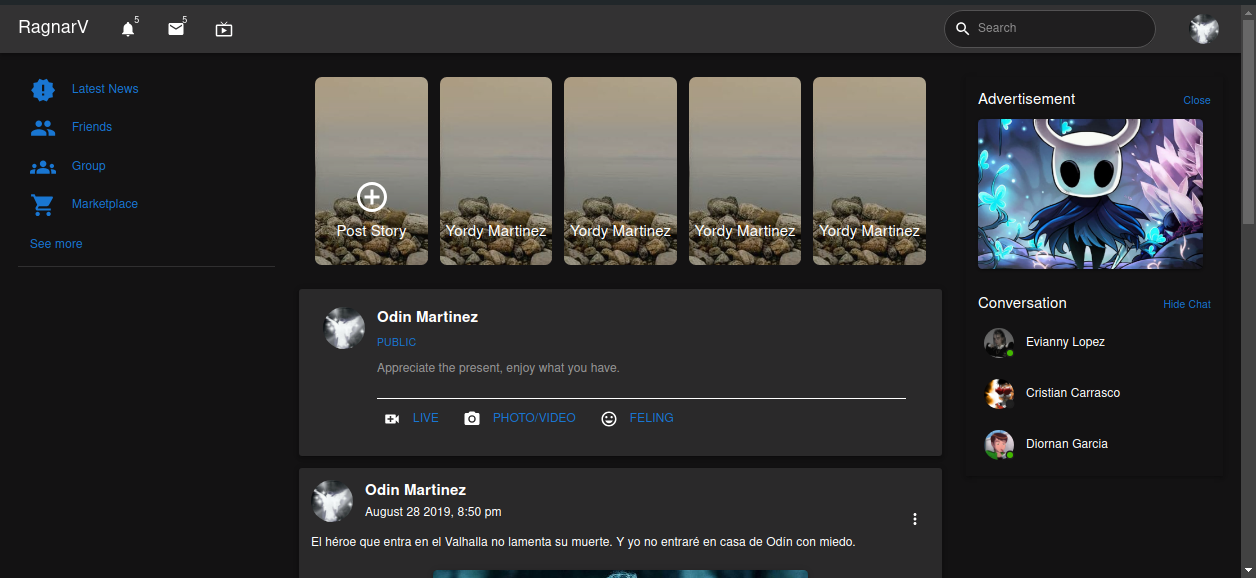 RagnarV
5
5
Search
Latest News
Friends
Group
Marketplace
See more
Post Story
Yordy Martinez
Yordy Martinez
Yordy Martinez
Yordy Martinez
Odin Martinez
PUBLIC
Appreciate the present, enjoy what you have.
LIVE
PHOTO/VIDEO
FELING
Odin Martinez
August 28 2019, 8:50 pm
El héroe que entra en el Valhalla no lamenta su muerte. Y yo no entraré en casa de Odín con miedo.
Advertisement
Close
Conversation
Hide Chat
Evianny Lopez
Cristian Carrasco
Diornan Garcia